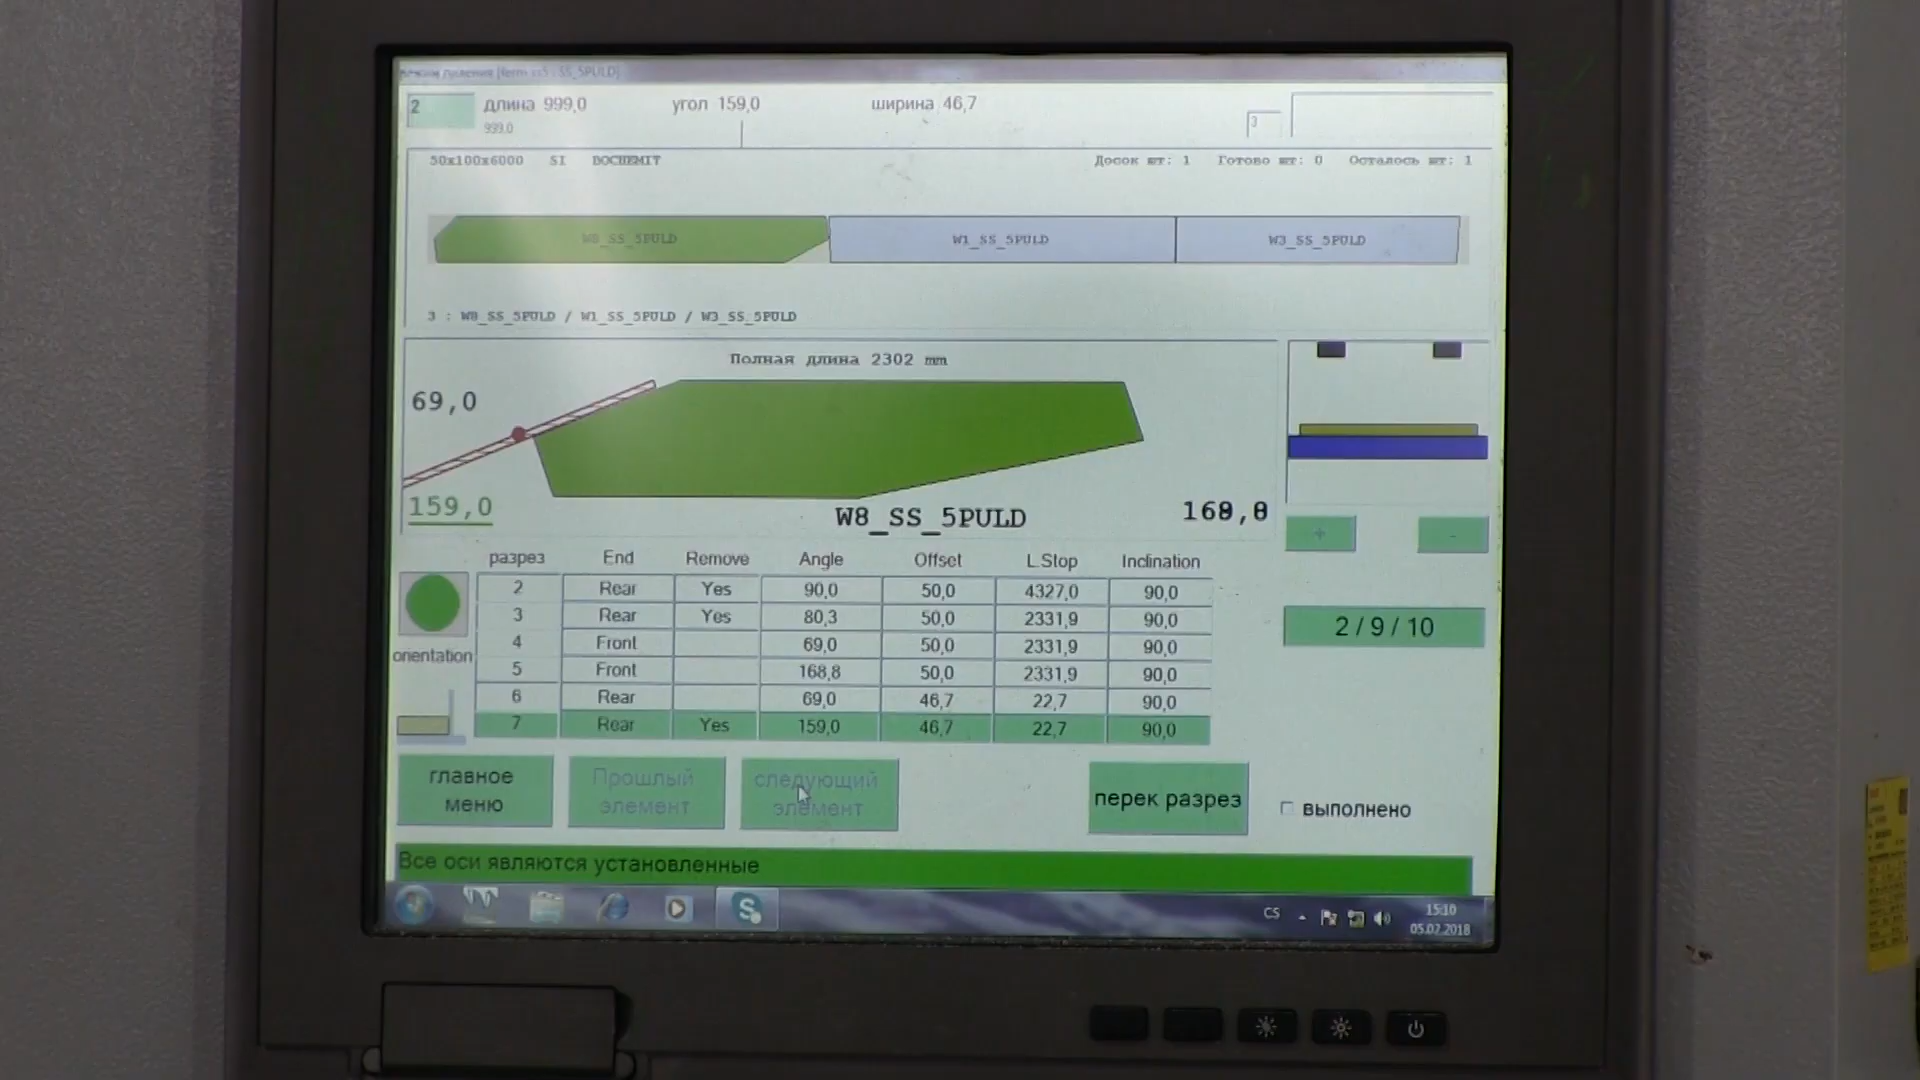 [ferm ss5 : SS_5PULD]
2 длина 999,0 угол 159,0 ширина 46,7
999.0 3
50x100x6000 SI BOCHEMIT Досок шт: 1 Готово шт: 0 Осталось шт: 1
W8_SS_5PULD W1_SS_5PULD W3_SS_5PULD
3 : W8_SS_5PULD / W1_SS_5PULD / W3_SS_5PULD
Полная длина 2302 mm
69,0
159,0
W8_SS_5PULD
+ -
разрез End Remove Angle Offset L.Stop Inclination
2 Rear Yes 90,0 50,0 4327,0 90,0
3 Rear Yes 80,3 50,0 2331,9 90,0
4 Front 69,0 50,0 2331,9 90,0
5 Front 168,8 50,0 2331,9 90,0
6 Rear 69,0 46,7 22,7 90,0
7 Rear Yes 159,0 46,7 22,7 90,0
orientation
2 / 9 / 10
главное меню
Прошлый элемент
следующий элемент
перек разрез
выполнено
Все оси являются установленные
CS
15:10
05.02.2018